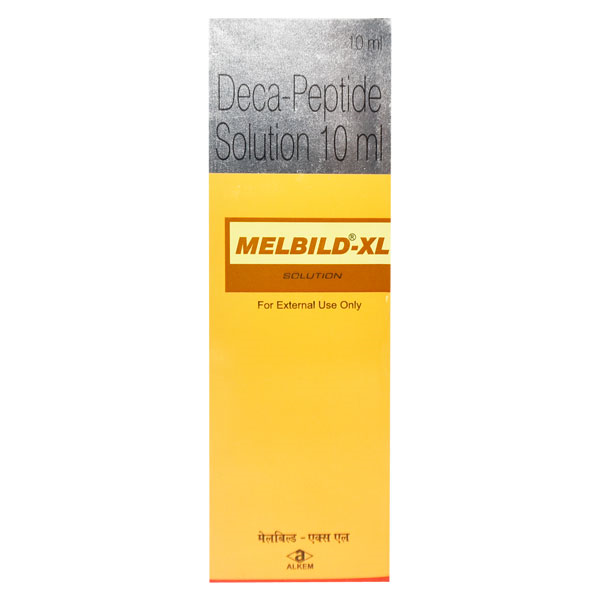 10 ml
Deca-Peptide
Solution 10 ml
MELBILD®-XL
SOLUTION
For External Use Only
मेलबिल्ड - एक्स एल
a
ALKEM